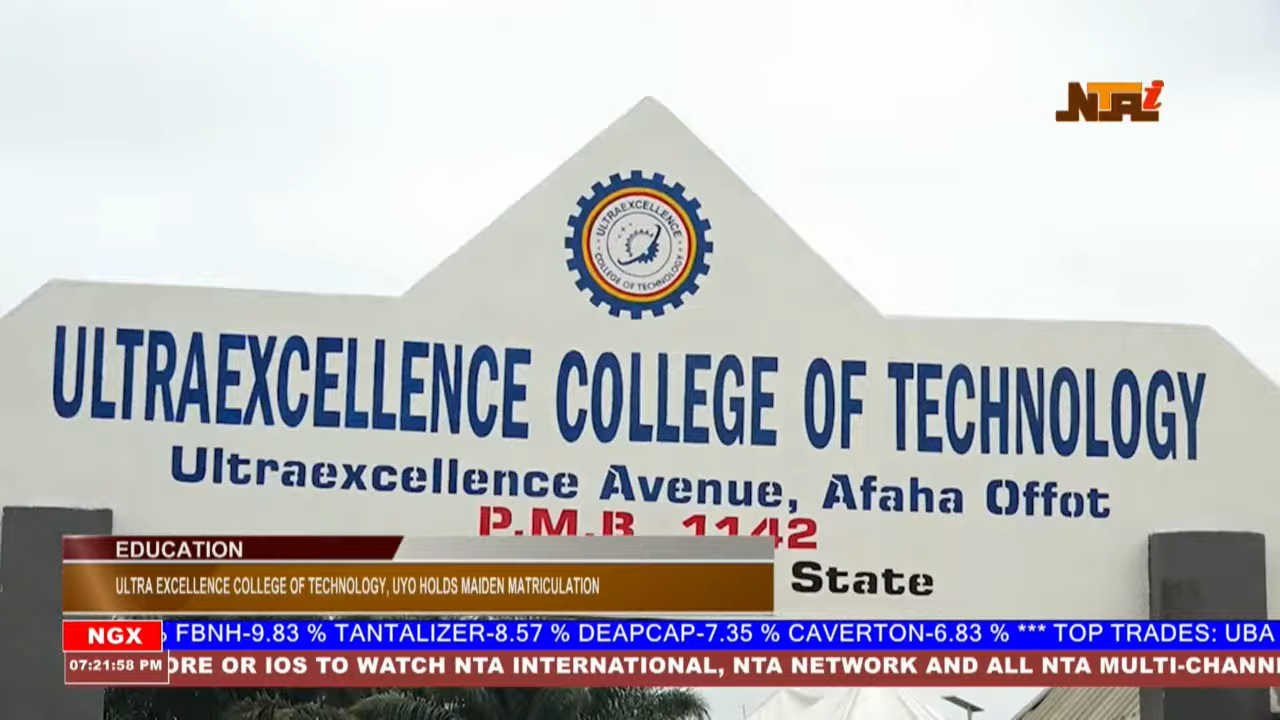 NTAi
ULTRAEXCELLENCE
COLLEGE OF TECHNOLOGY
ULTRAEXCELLENCE COLLEGE OF TECHNOLOGY
Ultraexcellence Avenue, Afaha Offot
P.M.B. 1142
State
EDUCATION
ULTRA EXCELLENCE COLLEGE OF TECHNOLOGY, UYO HOLDS MAIDEN MATRICULATION
NGX % FBNH-9.83 % TANTALIZER-8.57 % DEAPCAP-7.35 % CAVERTON-6.83 % *** TOP TRADES: UBA
07:21:58 PM ORE OR IOS TO WATCH NTA INTERNATIONAL, NTA NETWORK AND ALL NTA MULTI-CHANN